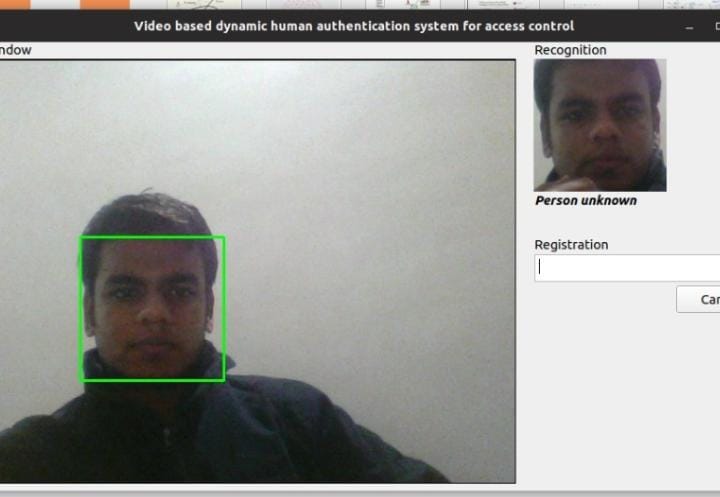 Video based dynamic human authentication system for access control
ndow
Recognition
Person unknown
Registration
Car